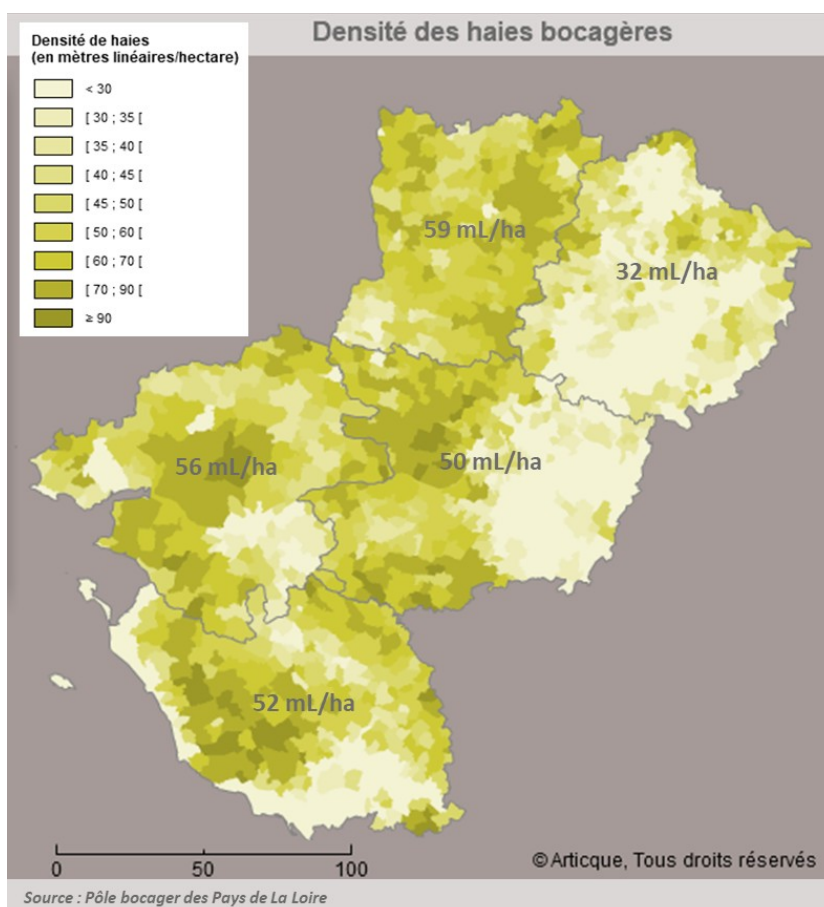 Densité des haies bocagères
Densité de haies
(en mètres linéaires/hectare)
< 30
[ 30 ; 35 [
[ 35 ; 40 [
[ 40 ; 45 [
[ 45 ; 50 [
[ 50 ; 60 [
[ 60 ; 70 [
[ 70 ; 90 [
≥ 90
59 mL/ha
32 mL/ha
56 mL/ha
50 mL/ha
52 mL/ha
0 50 100
© Articque, Tous droits réservés
Source : Pôle bocager des Pays de La Loire